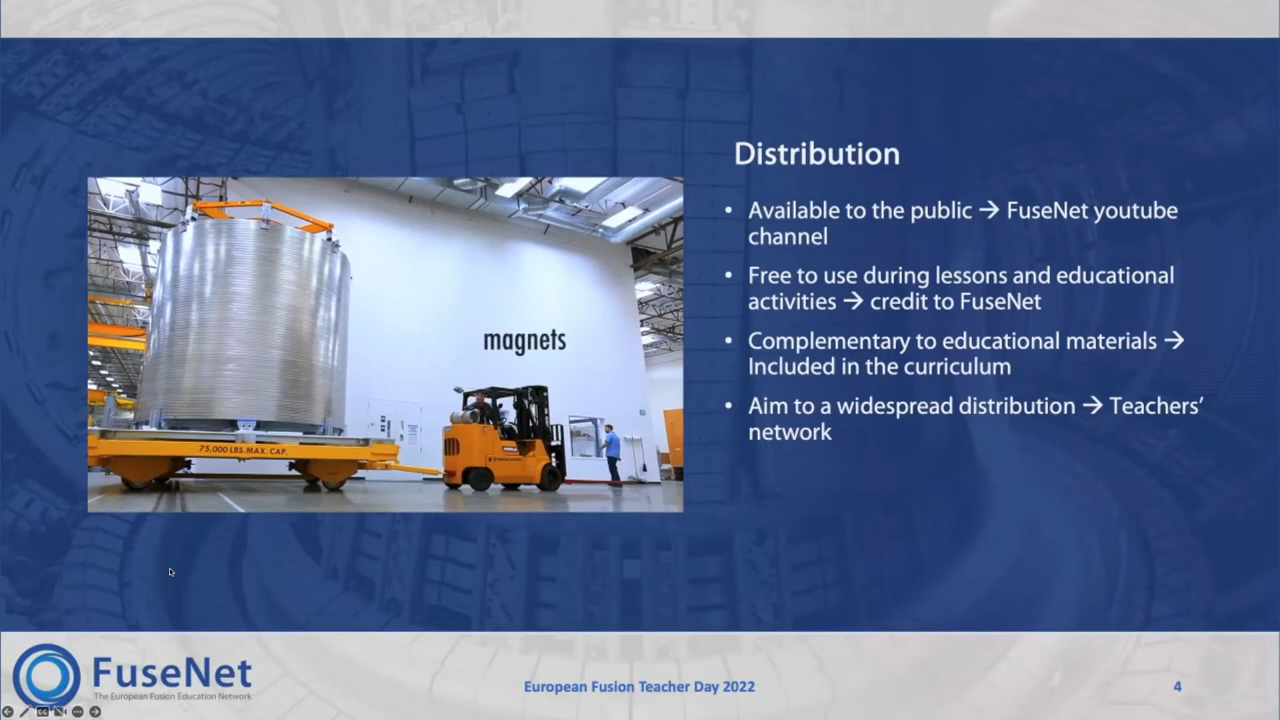 Distribution
• Available to the public → FuseNet youtube
channel
• Free to use during lessons and educational
activities → credit to FuseNet
• Complementary to educational materials →
Included in the curriculum
• Aim to a widespread distribution → Teachers’
network
magnets
75,000 LBS.MAX. CAP.
FuseNet
The European Fusion Education Network
European Fusion Teacher Day 2022
4